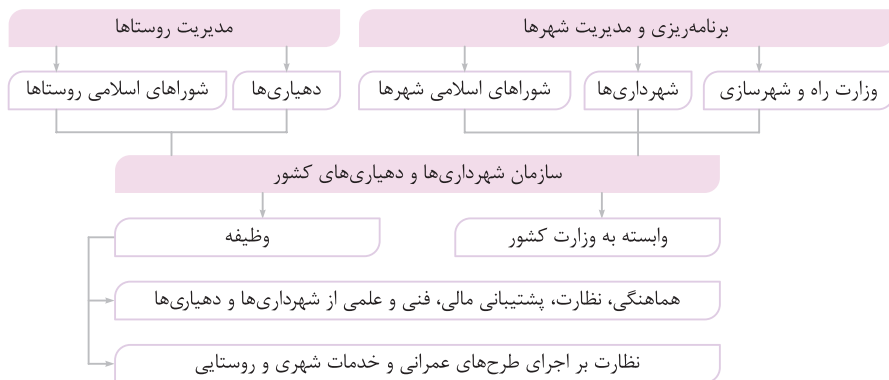 برنامه‌ریزی و مدیریت شهرها
مدیریت روستاها
وزارت راه و شهرسازی
شهرداری‌ها
شوراهای اسلامی شهرها
دهیاری‌ها
شوراهای اسلامی روستاها
سازمان شهرداری‌ها و دهیاری‌های کشور
وابسته به وزارت کشور
وظیفه
هماهنگی، نظارت، پشتیبانی مالی، فنی و علمی از شهرداری‌ها و دهیاری‌ها
نظارت بر اجرای طرح‌های عمرانی و خدمات شهری و روستایی